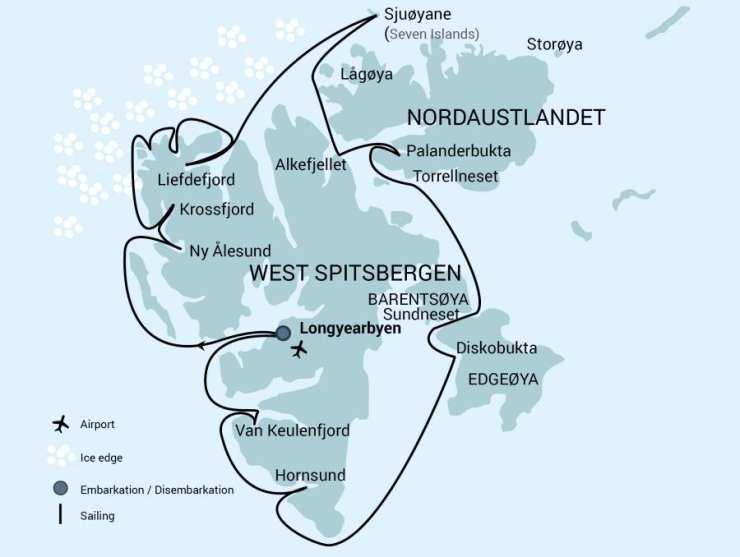 Sjuøyane
(Seven Islands)
Storøya
Lågøya
NORDAUSTLANDET
Palanderbukta
Alkefjellet
Torrellneset
Liefdefjord
Krossfjord
Ny Ålesund
WEST SPITSBERGEN
BARENTSØYA
Sundneset
Longyearbyen
Diskobukta
EDGEØYA
Van Keulenfjord
Hornsund
Airport
Ice edge
Embarkation / Disembarkation
Sailing